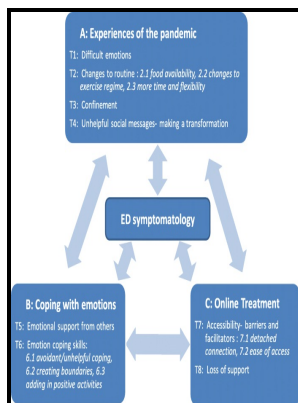 A: Experiences of the pandemic
T1: Difficult emotions
T2: Changes to routine : 2.1 food availability, 2.2 changes to
exercise regime, 2.3 more time and flexibility
T3: Confinement
T4: Unhelpful social messages- making a transformation
ED symptomatology
B: Coping with emotions
T5: Emotional support from others
T6 Emotion coping skills:
6.1 avoidant/unhelpful coping,
6.2 creating boundaries, 6.3
adding in positive activities
C: Online Treatment
T7: Accessibility- barriers and
facilitators : 7.1 detached
connection, 7.2 ease of access
T8: Loss of support